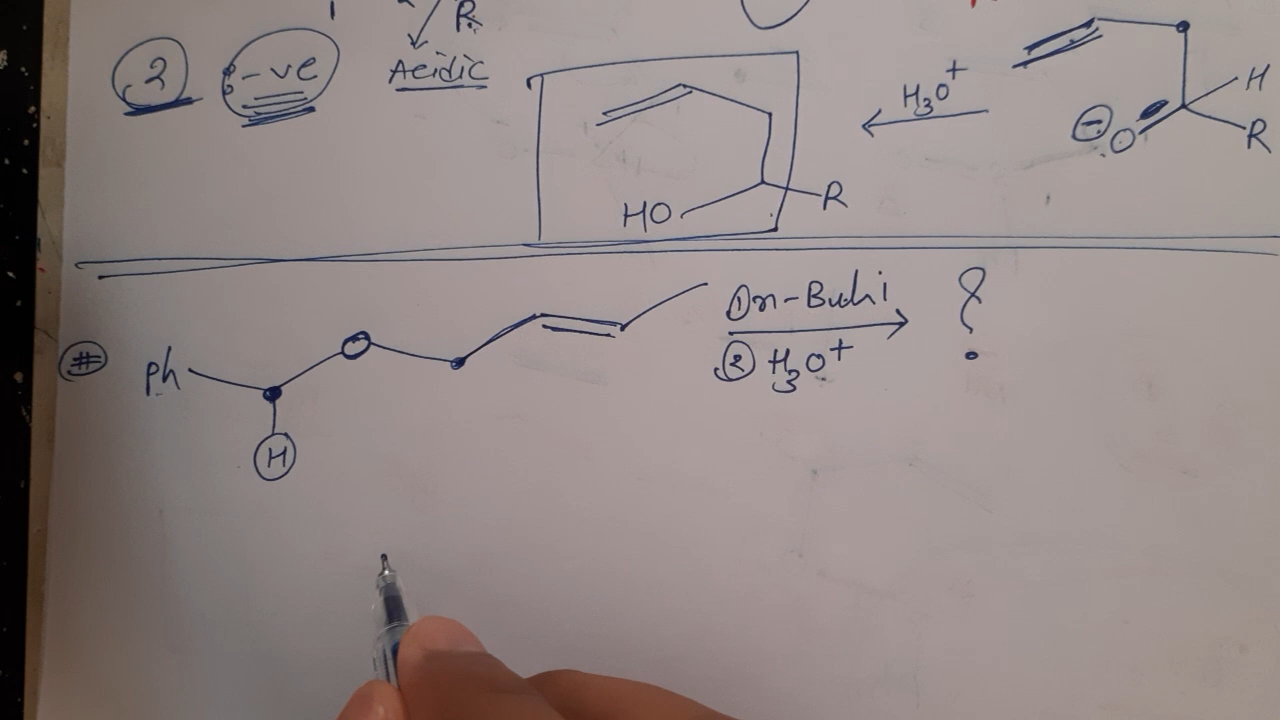 R
2 -ve Acidic
H3O+
H
⊖ O R
HO R
# Ph O
H
① n-BuLi
② H3O+
?